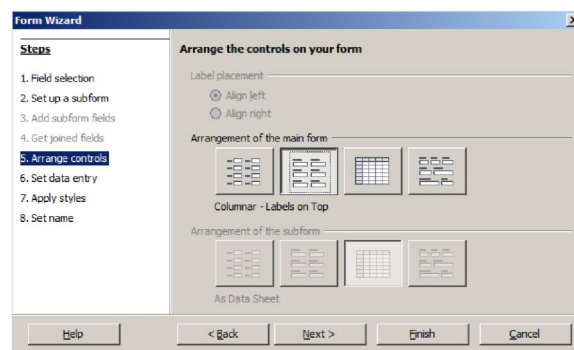 Form Wizard
Steps
1. Field selection
2. Set up a subform
3. Add subform fields
4. Get joined fields
5. Arrange controls
6. Set data entry
7. Apply styles
8. Set name
Arrange the controls on your form
Label placement
Align left
Align right
Arrangement of the main form
Columnar - Labels on Top
Arrangement of the subform
As Data Sheet
Help
< Back
Next >
Finish
Cancel